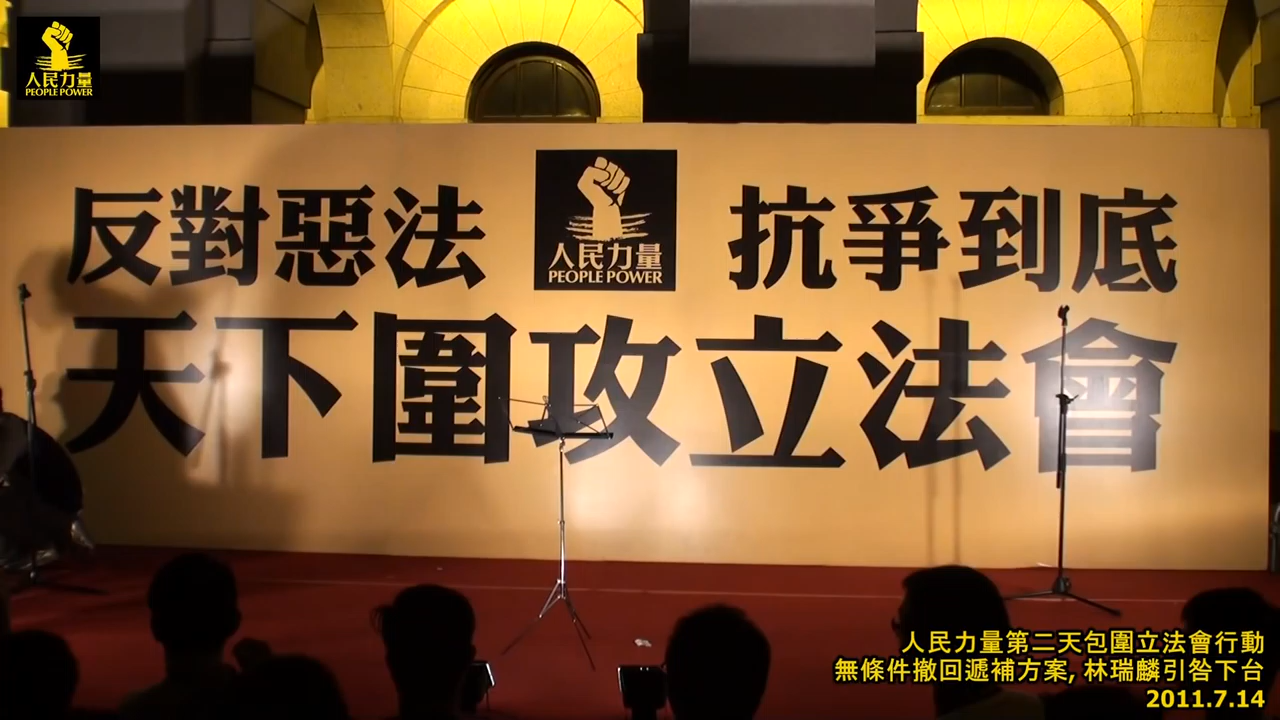 人民力量
PEOPLE POWER
反對惡法
人民力量
PEOPLE POWER
抗爭到底
天下圍攻立法會
人民力量第二天包圍立法會行動
無條件撤回遞補方案, 林瑞麟引咎下台
2011.7.14